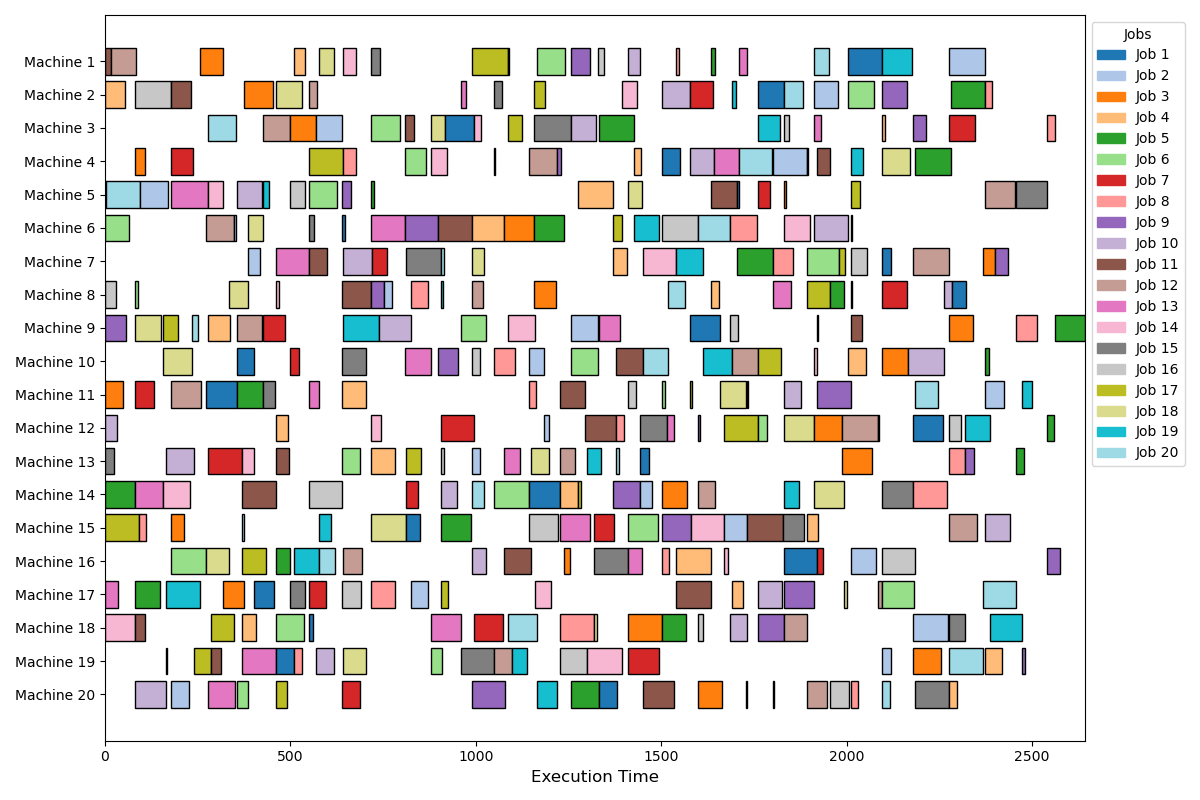 Machine 1
Machine 2
Machine 3
Machine 4
Machine 5
Machine 6
Machine 7
Machine 8
Machine 9
Machine 10
Machine 11
Machine 12
Machine 13
Machine 14
Machine 15
Machine 16
Machine 17
Machine 18
Machine 19
Machine 20
0 500 1000 1500 2000 2500
Execution Time
Jobs
Job 1
Job 2
Job 3
Job 4
Job 5
Job 6
Job 7
Job 8
Job 9
Job 10
Job 11
Job 12
Job 13
Job 14
Job 15
Job 16
Job 17
Job 18
Job 19
Job 20